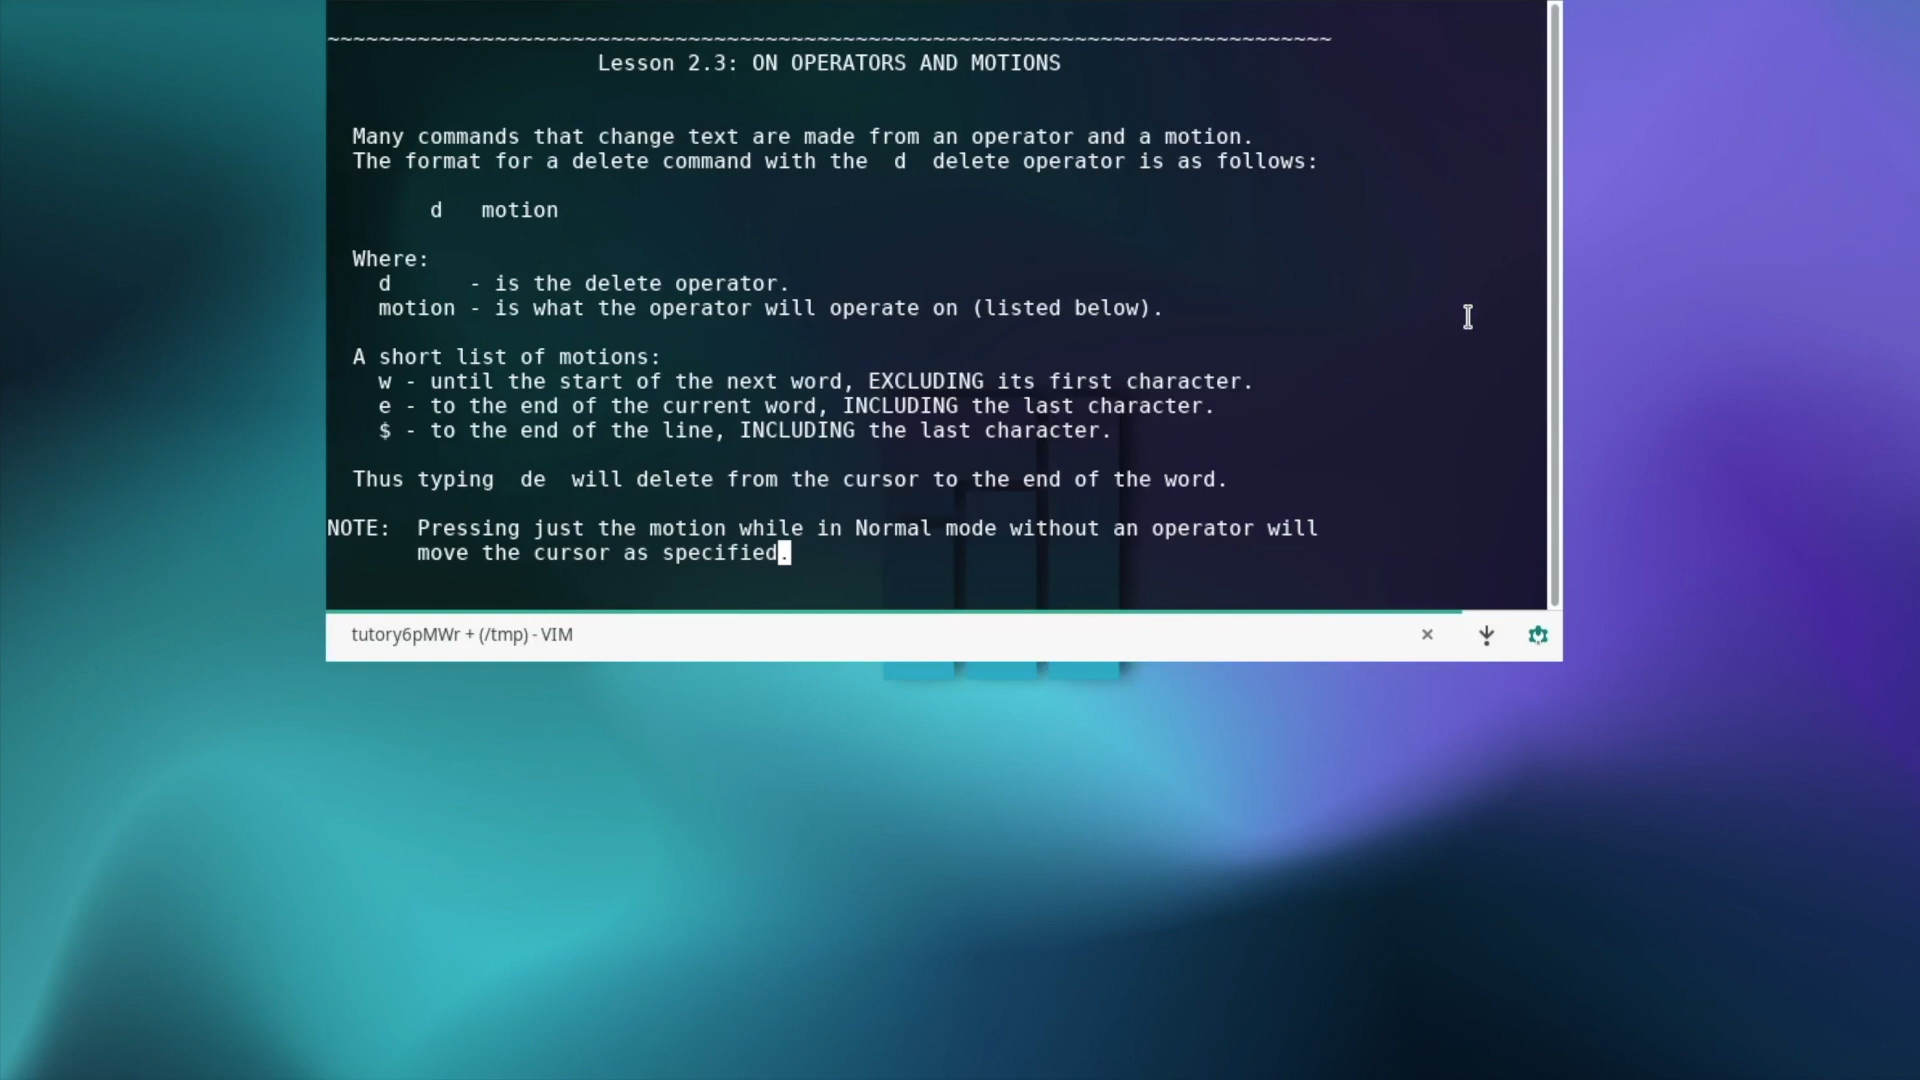 ~~~~~~~~~~~~~~~~~~~~~~~~~~~~~~~~~~~~~~~~~~~~~~~~~~~~~~~~~~~~~~~~~~~~~~~~~~~~~~
Lesson 2.3: ON OPERATORS AND MOTIONS
Many commands that change text are made from an operator and a motion.
The format for a delete command with the  d  delete operator is as follows:
d   motion
Where:
d      - is the delete operator.
motion - is what the operator will operate on (listed below).
A short list of motions:
w - until the start of the next word, EXCLUDING its first character.
e - to the end of the current word, INCLUDING the last character.
$ - to the end of the line, INCLUDING the last character.
Thus typing  de  will delete from the cursor to the end of the word.
NOTE:  Pressing just the motion while in Normal mode without an operator will
move the cursor as specified.
tutory6pMWr + (/tmp) - VIM